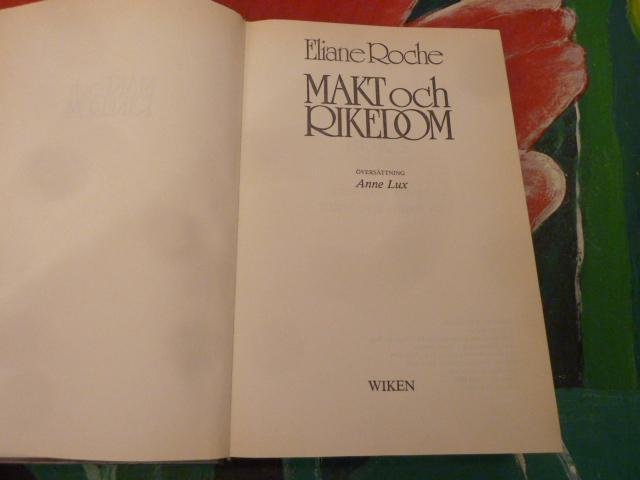 Eliane Roche
MAKT och
RIKEDOM
ÖVERSÄTTNING
Anne Lux
WIKEN